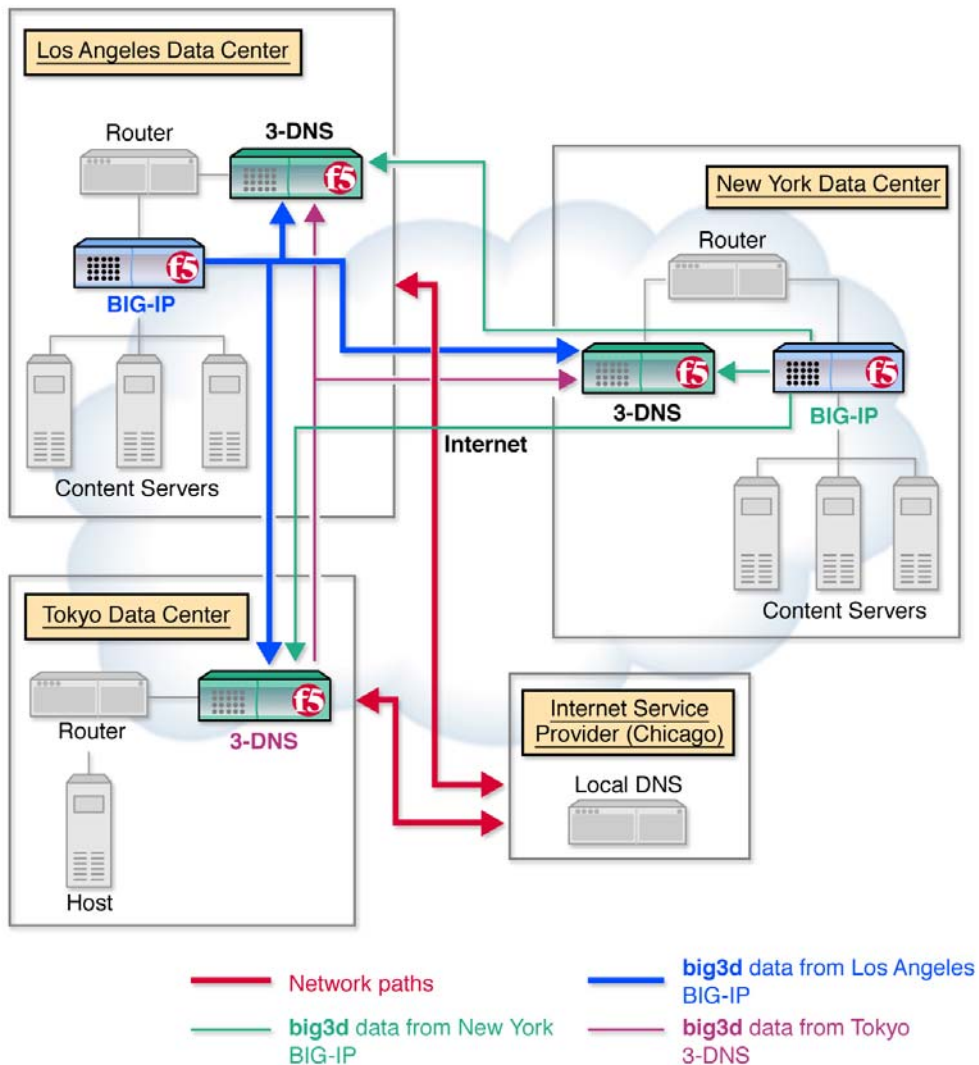 Los Angeles Data Center
Router
3-DNS
f5
f5
BIG-IP
Content Servers
New York Data Center
Router
f5
f5
3-DNS
BIG-IP
Content Servers
Internet
Tokyo Data Center
f5
Router
3-DNS
Host
Internet Service
Provider (Chicago)
Local DNS
Network paths
big3d data from Los Angeles
BIG-IP
big3d data from New York
BIG-IP
big3d data from Tokyo
3-DNS